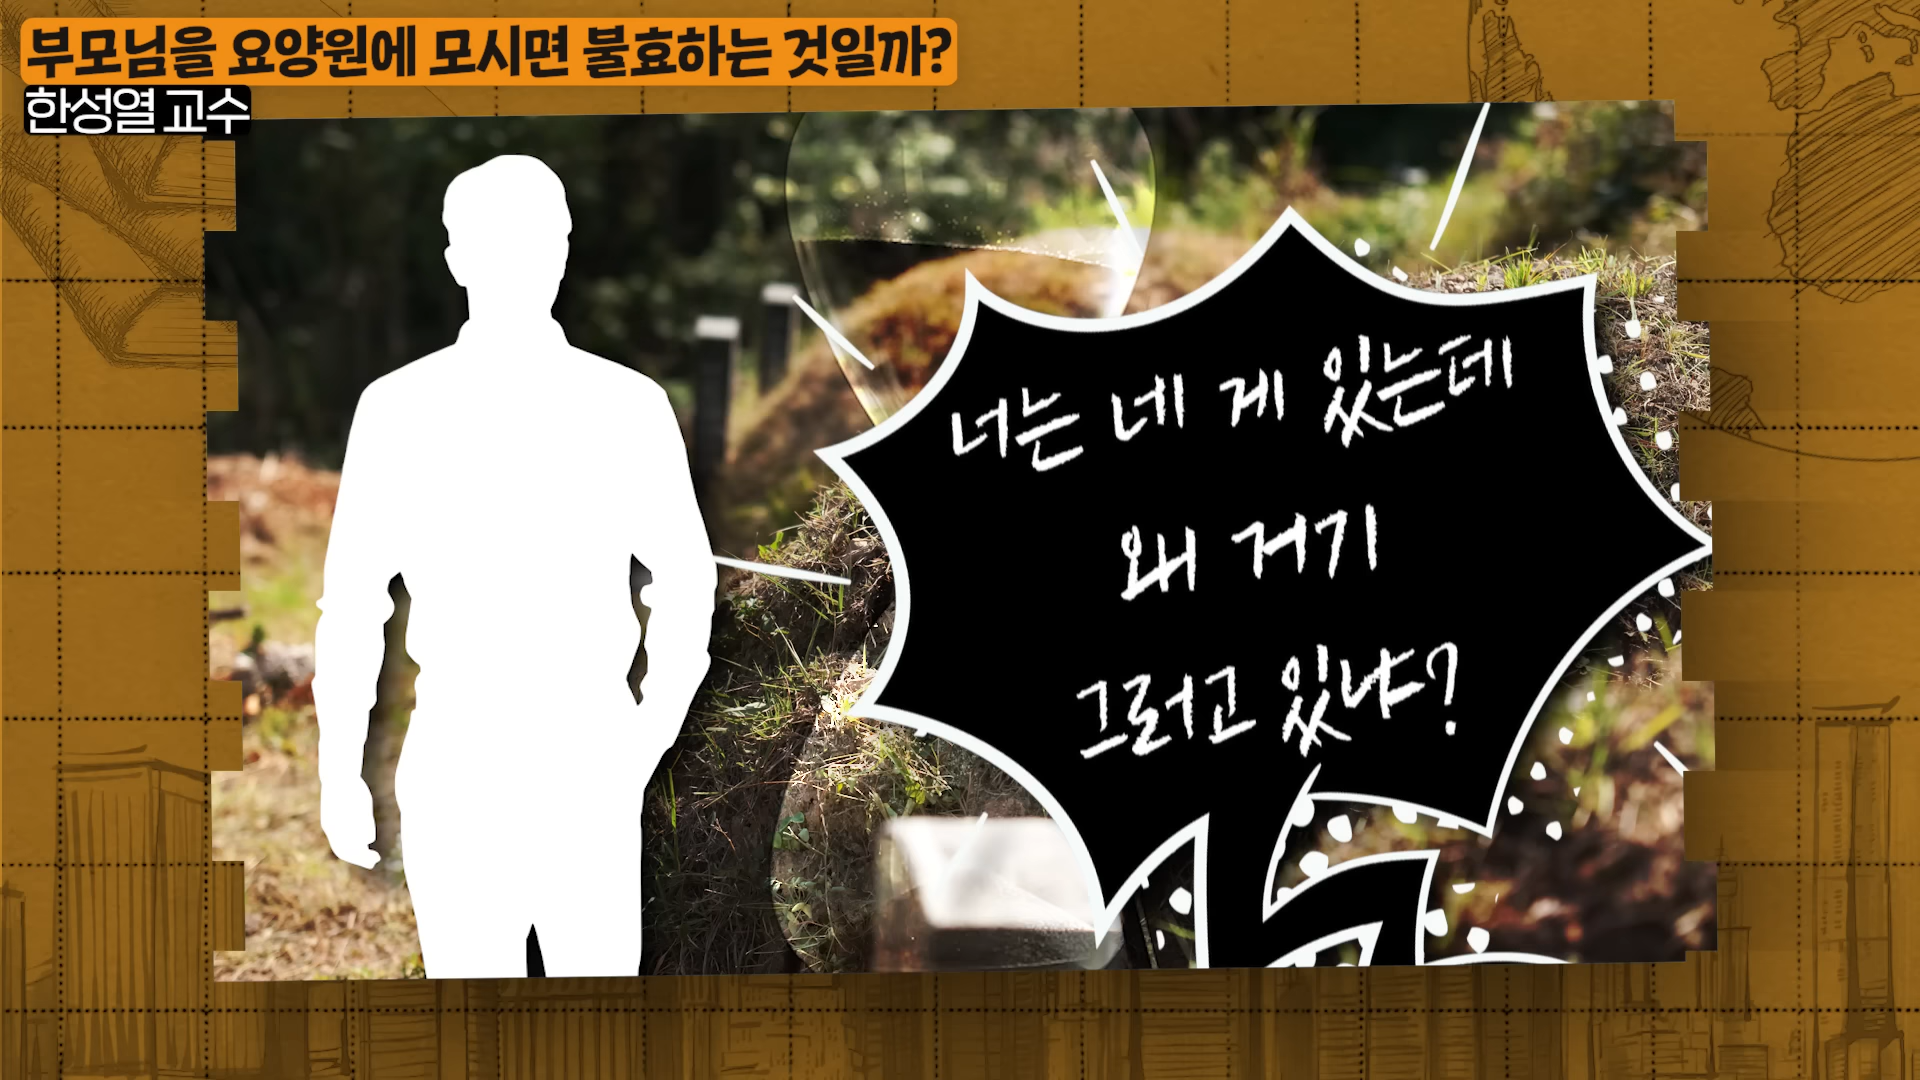 부모님을 요양원에 모시면 불효하는 것일까?
한성열 교수
너는 네 게 있는데
왜 거기
그러고 있냐?